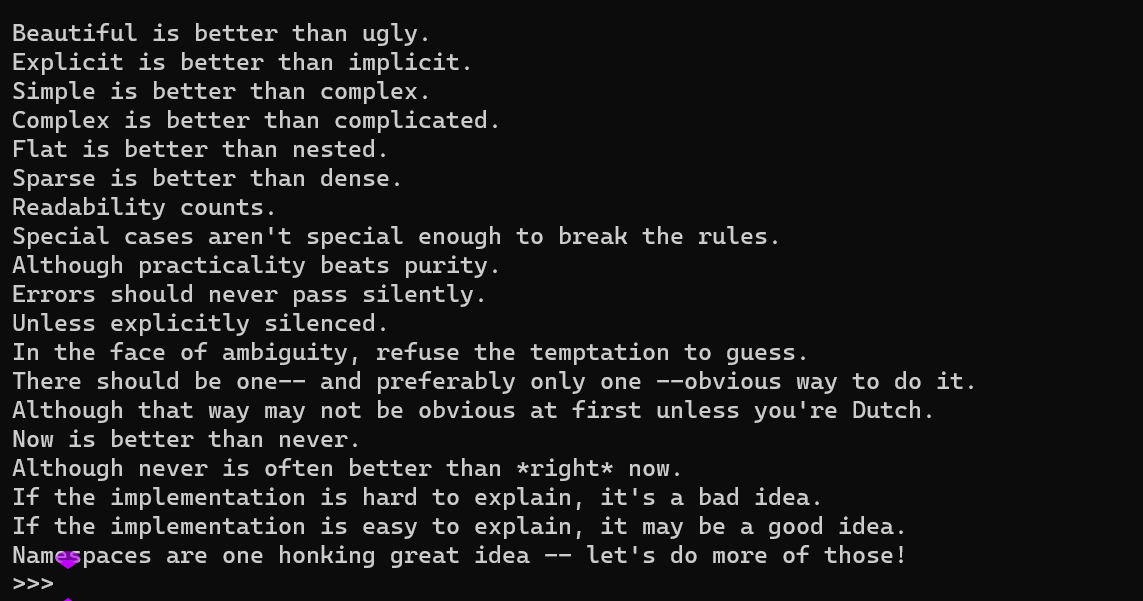 Beautiful is better than ugly.
Explicit is better than implicit.
Simple is better than complex.
Complex is better than complicated.
Flat is better than nested.
Sparse is better than dense.
Readability counts.
Special cases aren't special enough to break the rules.
Although practicality beats purity.
Errors should never pass silently.
Unless explicitly silenced.
In the face of ambiguity, refuse the temptation to guess.
There should be one-- and preferably only one --obvious way to do it.
Although that way may not be obvious at first unless you're Dutch.
Now is better than never.
Although never is often better than *right* now.
If the implementation is hard to explain, it's a bad idea.
If the implementation is easy to explain, it may be a good idea.
Namespaces are one honking great idea -- let's do more of those!
>>>